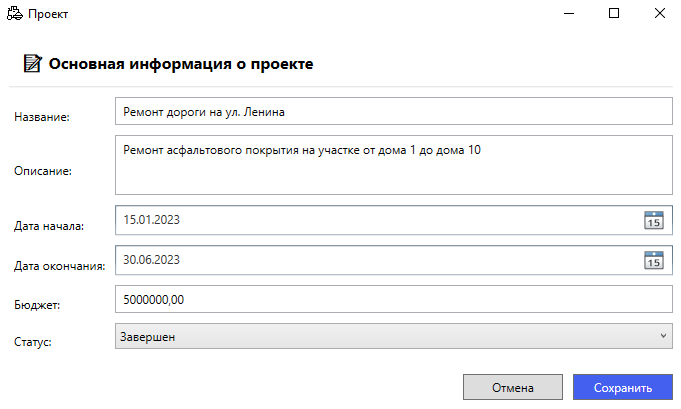 Проект
Основная информация о проекте
Название:
Ремонт дороги на ул. Ленина
Описание:
Ремонт асфальтового покрытия на участке от дома 1 до дома 10
Дата начала:
15.01.2023
15
Дата окончания:
30.06.2023
15
Бюджет:
5000000,00
Статус:
Завершен
Отмена
Сохранить